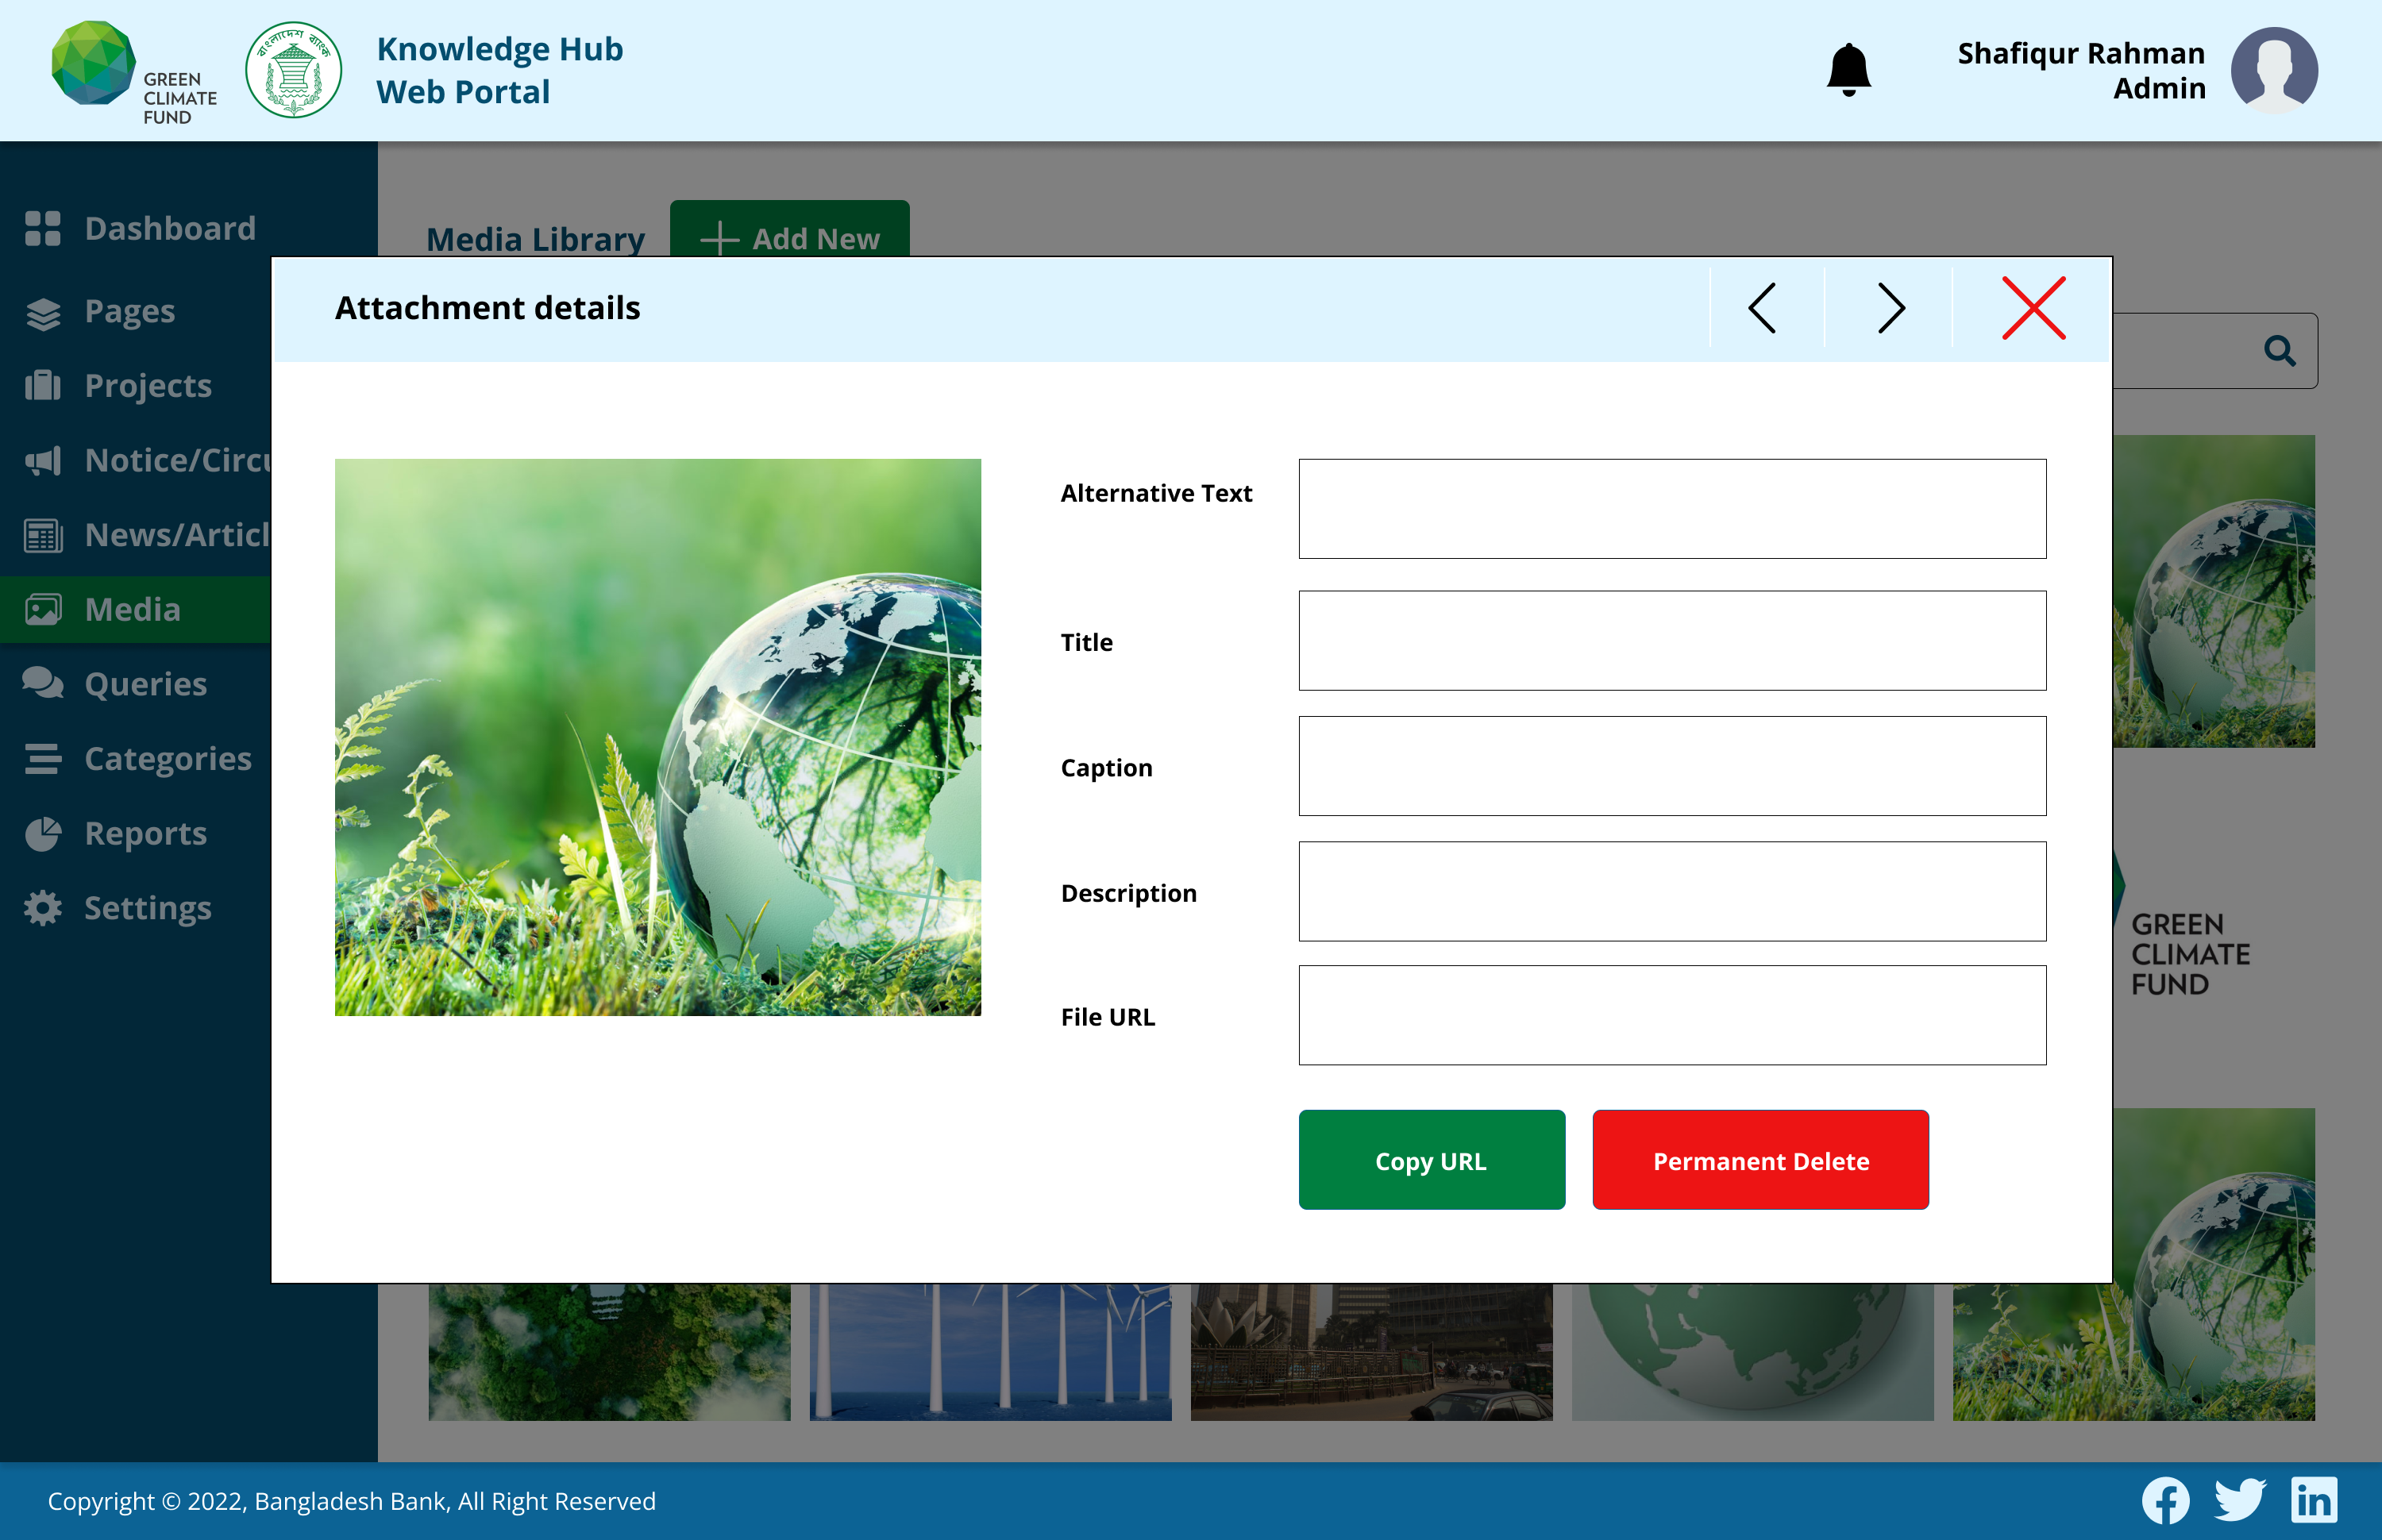 GREEN
CLIMATE
FUND
বাংলাদেশ ব্যাংক
Knowledge Hub
Web Portal
Shafiqur Rahman
Admin
Dashboard
Pages
Projects
Notice/Circu
News/Articl
Media
Queries
Categories
Reports
Settings
Media Library
Add New
Attachment details
Alternative Text
Title
Caption
Description
File URL
Copy URL
Permanent Delete
GREEN
CLIMATE
FUND
Copyright © 2022, Bangladesh Bank, All Right Reserved